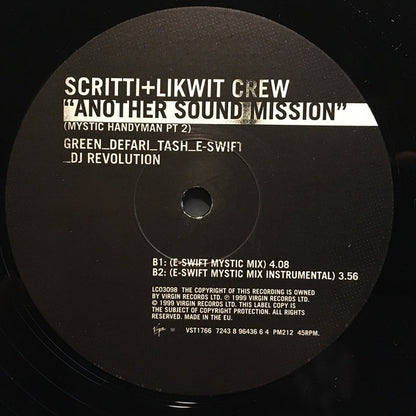 SCRITTI+LIKWIT CREW
"ANOTHER SOUND MISSION"
(MYSTIC HANDYMAN PT 2)
GREEN_DEFARI_TASH_E-SWIFT
_DJ REVOLUTION
B1: (E-SWIFT MYSTIC MIX) 4.08
B2: (E-SWIFT MYSTIC MIX INSTRUMENTAL) 3.56
LC03098 THE COPYRIGHT OF THIS RECORDING IS OWNED
BY VIRGIN RECORDS LTD. ℗ 1999 VIRGIN RECORDS LTD.
© 1999 VIRGIN RECORDS LTD. THIS LABEL COPY IS
THE SUBJECT OF COPYRIGHT PROTECTION. ALL RIGHTS
RESERVED. MADE IN THE EU.
Virgin VST1766 7243 8 96436 6 4 PM212 45RPM.